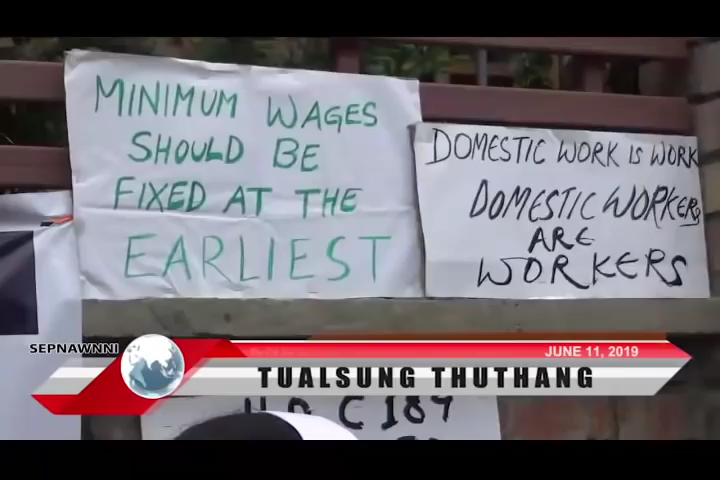 MINIMUM WAGES
SHOULD BE
FIXED AT THE
EARLIEST
DOMESTIC WORK IS WORK
DOMESTIC WORKERS
ARE
WORKERS
SEPNAWNNI
JUNE 11, 2019
TUALSUNG THUTHANG
C 189